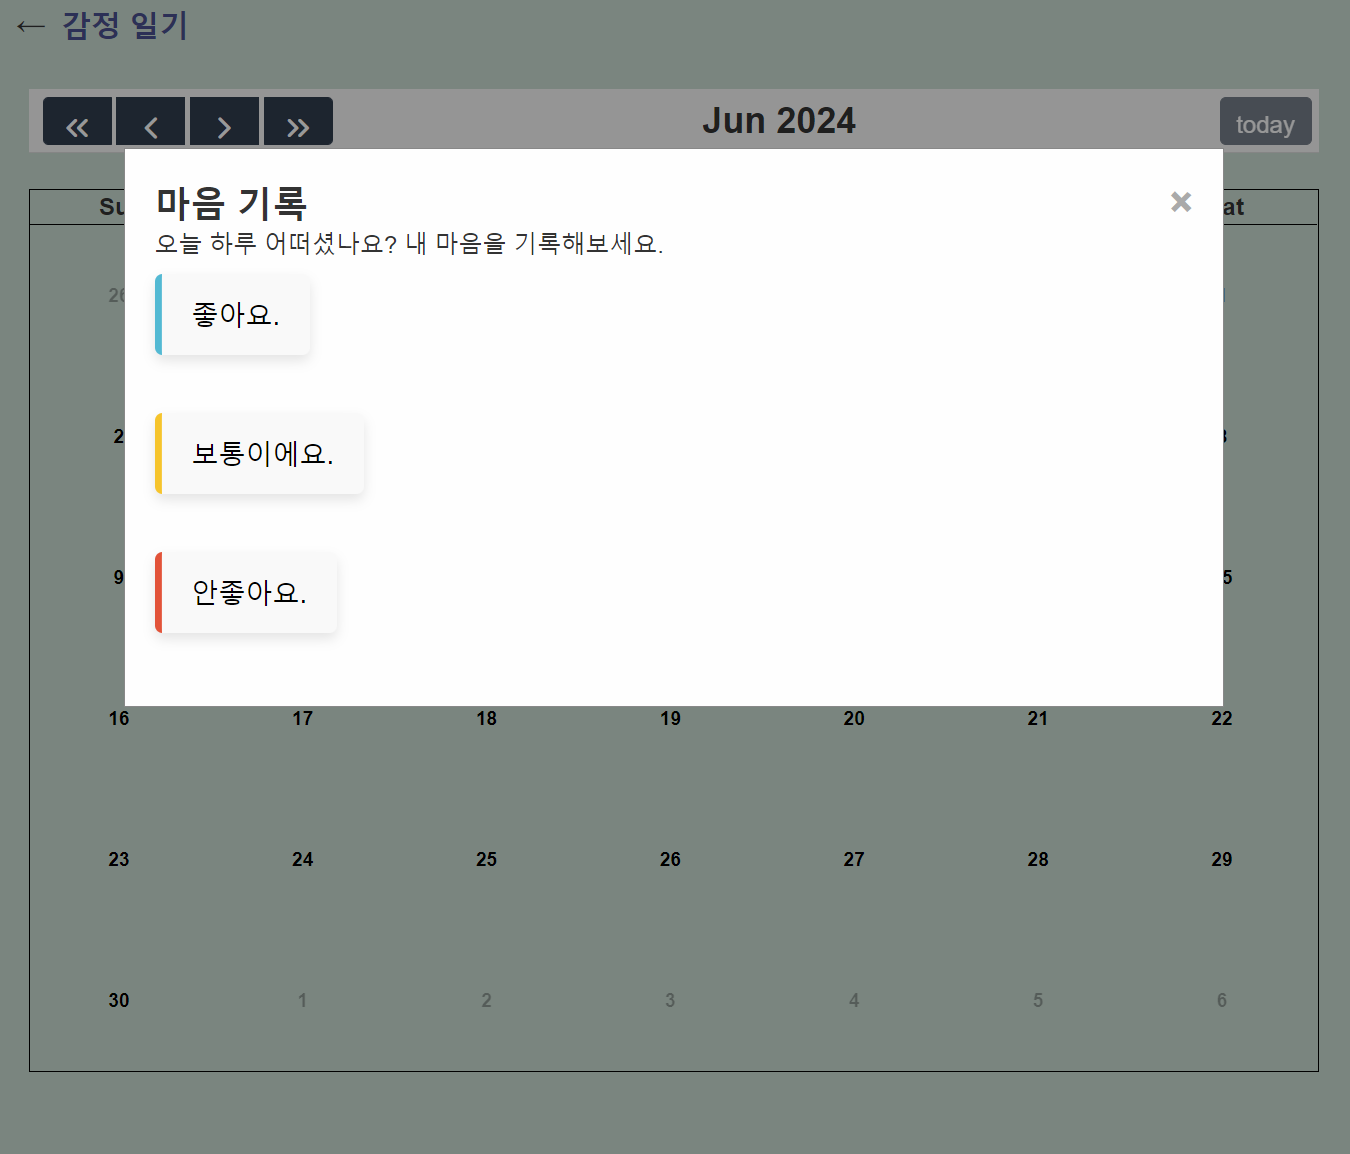 ← 감정 일기
Jun 2024
today
마음 기록
×
오늘 하루 어떠셨나요? 내 마음을 기록해보세요.
좋아요.
보통이에요.
안좋아요.
16 17 18 19 20 21 22
23 24 25 26 27 28 29
30 1 2 3 4 5 6